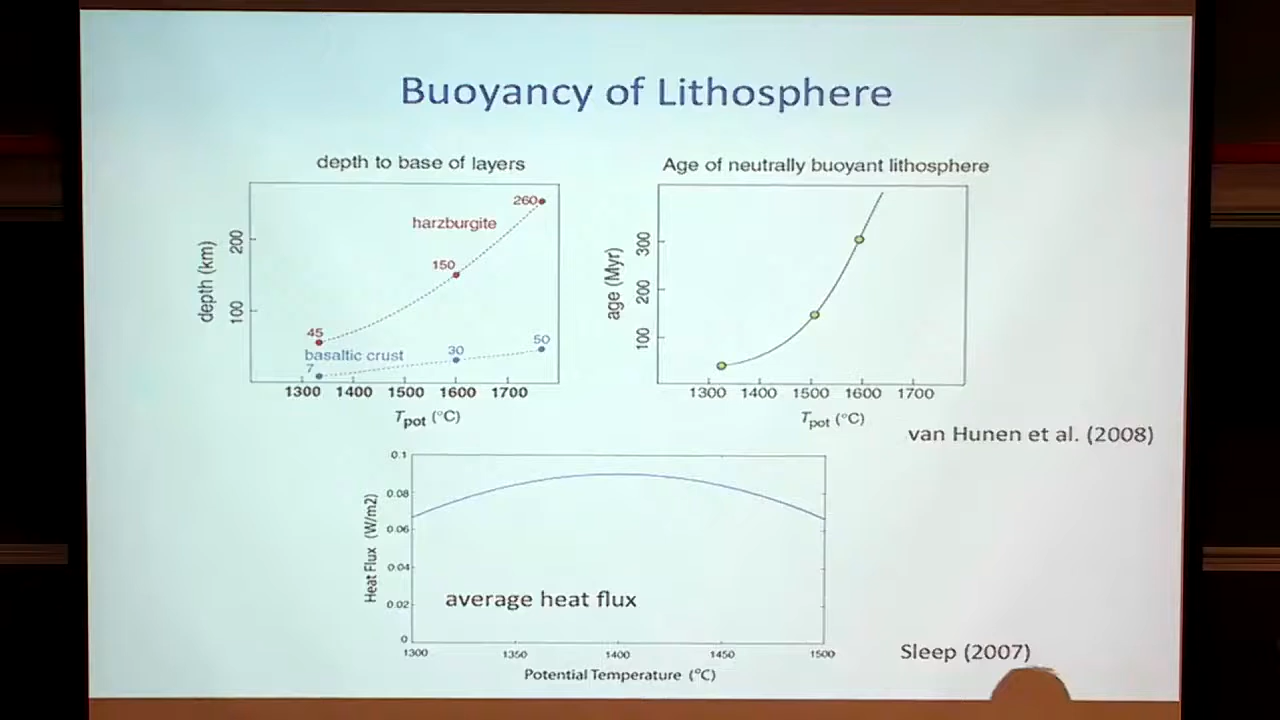 Buoyancy of Lithosphere
depth to base of layers
depth (km)
200
100
260
harzburgite
150
45
basaltic crust
7
30
50
1300 1400 1500 1600 1700
Tpot (°C)
Age of neutrally buoyant lithosphere
age (Myr)
300
200
100
1300 1400 1500 1600 1700
Tpot (°C)
van Hunen et al. (2008)
Heat Flux (W/m2)
0.1
0.08
0.06
0.04
0.02
0
average heat flux
1300 1350 1400 1450 1500
Potential Temperature (°C)
Sleep (2007)